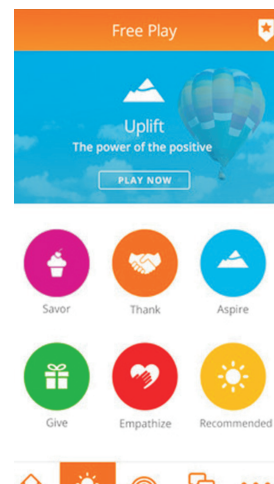 Free Play
Uplift
The power of the positive
PLAY NOW
Savor
Thank
Aspire
Give
Empathize
Recommended